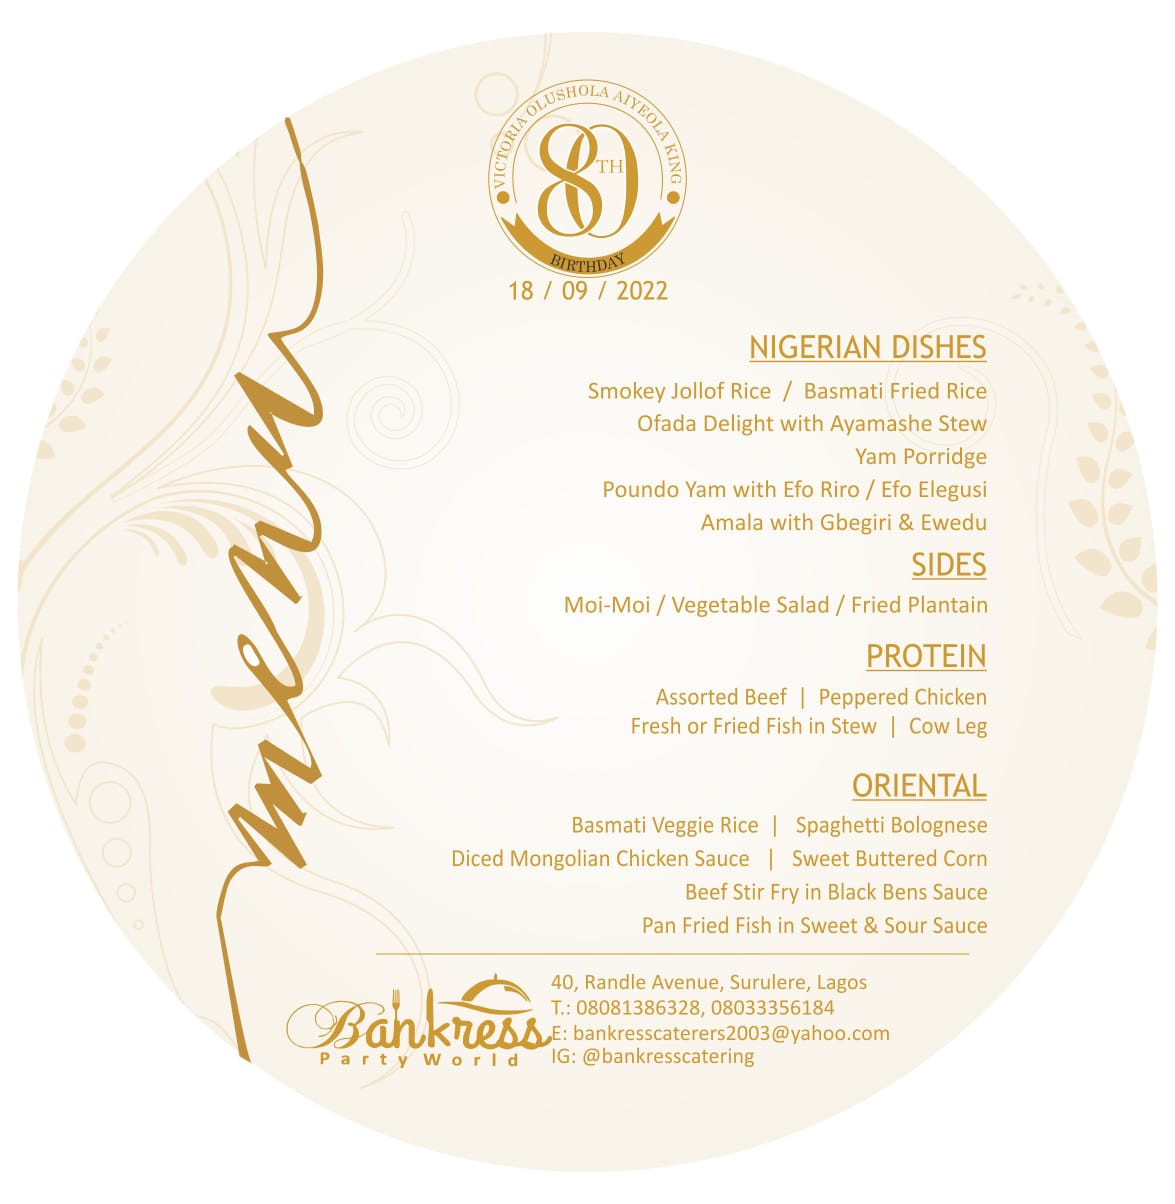 VICTORIA OLUSHOLA AIYEOLA KING
80TH
BIRTHDAY
18 / 09 / 2022
menu
NIGERIAN DISHES
Smokey Jollof Rice / Basmati Fried Rice
Ofada Delight with Ayamashe Stew
Yam Porridge
Poundo Yam with Efo Riro / Efo Elegusi
Amala with Gbegiri & Ewedu
SIDES
Moi-Moi / Vegetable Salad / Fried Plantain
PROTEIN
Assorted Beef | Peppered Chicken
Fresh or Fried Fish in Stew | Cow Leg
ORIENTAL
Basmati Veggie Rice | Spaghetti Bolognese
Diced Mongolian Chicken Sauce | Sweet Buttered Corn
Beef Stir Fry in Black Bens Sauce
Pan Fried Fish in Sweet & Sour Sauce
Bankress
Party World
40, Randle Avenue, Surulere, Lagos
T.: 08081386328, 08033356184
E: bankresscaterers2003@yahoo.com
IG: @bankresscatering